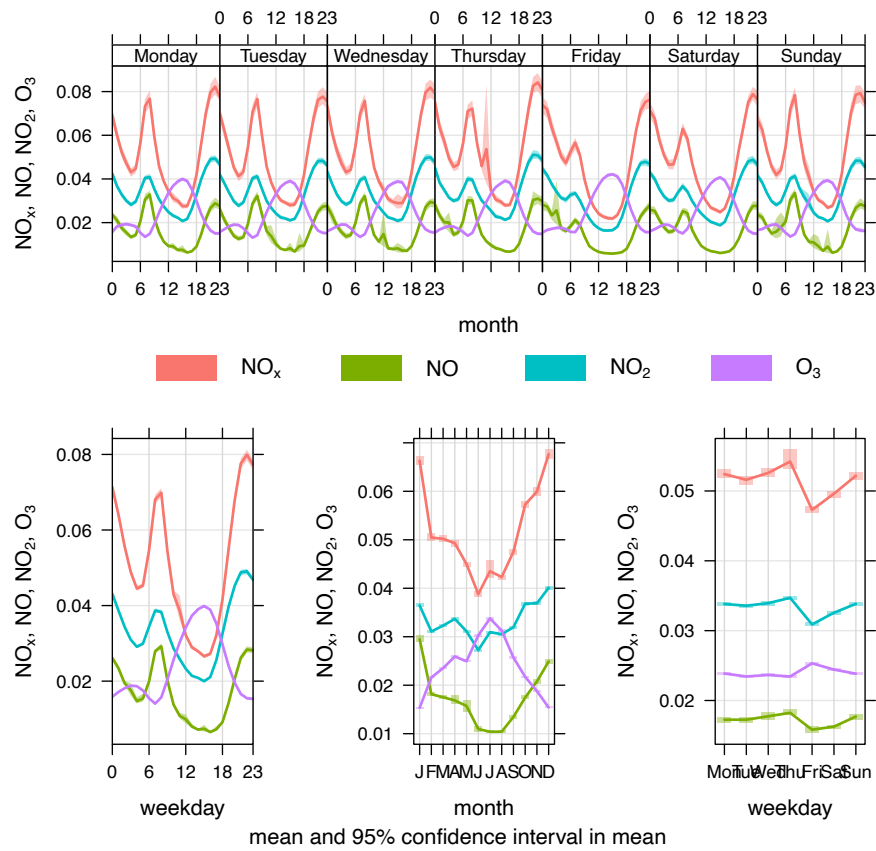 0 6 12 18 23 0 6 12 18 23 0 6 12 18 23
Monday Tuesday Wednesday Thursday Friday Saturday Sunday
NOₓ, NO, NO₂, O₃
0.08
0.06
0.04
0.02
0 6 12 18 23 0 6 12 18 23 0 6 12 18 23 0 6 12 18 23
month
NOₓ NO NO₂ O₃
NOₓ, NO, NO₂, O₃
0.08
0.06
0.04
0.02
0 6 12 18 23
weekday
NOₓ, NO, NO₂, O₃
0.06
0.05
0.04
0.03
0.02
0.01
J F M A M J J A S O N D
month
NOₓ, NO, NO₂, O₃
0.05
0.04
0.03
0.02
Mon Tue Wed Thu Fri Sat Sun
weekday
mean and 95% confidence interval in mean